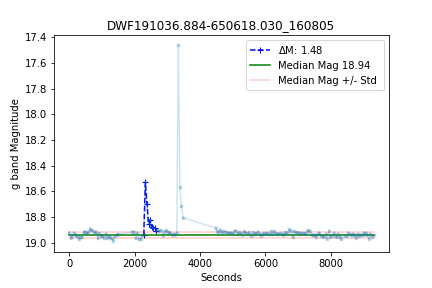 DWF191036.884-650618.030_160805
ΔM: 1.48
Median Mag 18.94
Median Mag +/- Std
g band Magnitude
17.4
17.6
17.8
18.0
18.2
18.4
18.6
18.8
19.0
0 2000 4000 6000 8000
Seconds